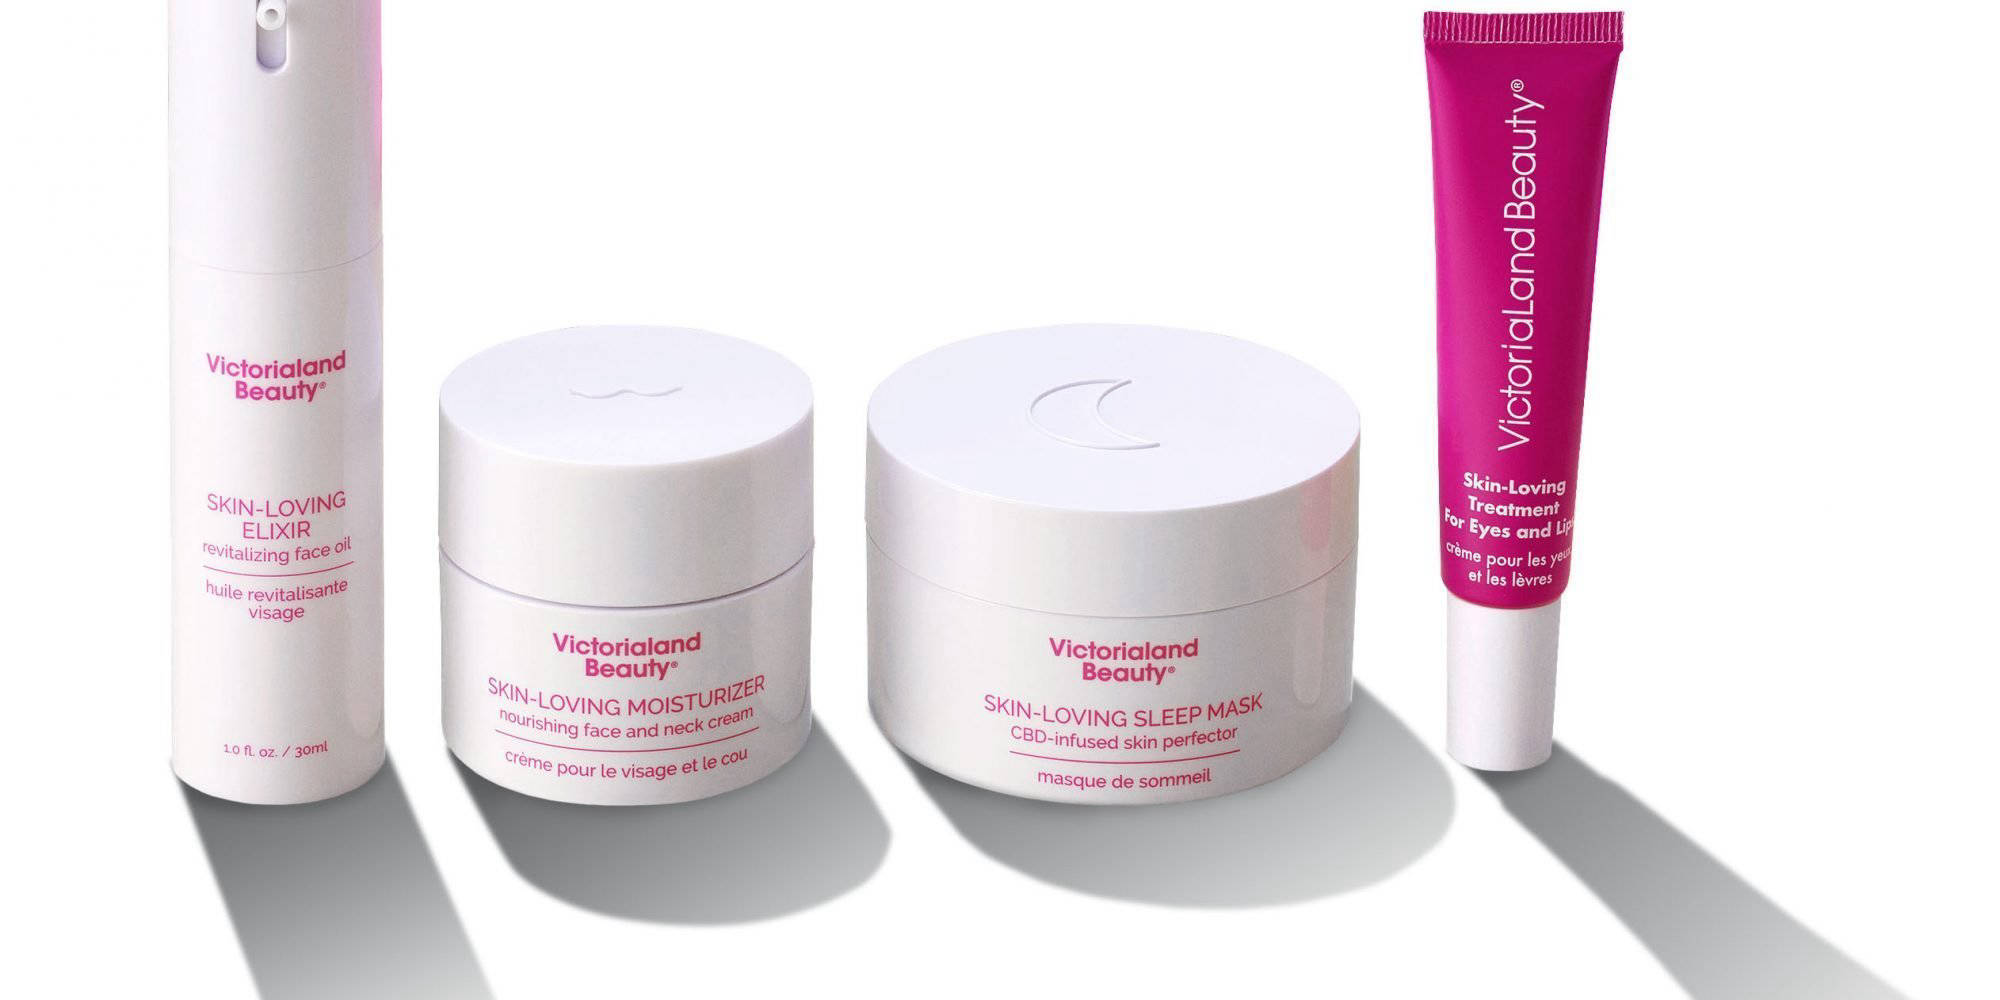 Victorialand
Beauty®
SKIN-LOVING
ELIXIR
revitalizing face oil
huile revitalisante
visage
1.0 fl. oz. / 30ml
Victorialand
Beauty®
SKIN-LOVING MOISTURIZER
nourishing face and neck cream
crème pour le visage et le cou
Victorialand
Beauty®
SKIN-LOVING SLEEP MASK
CBD-infused skin perfector
masque de sommeil
VictoriaLand Beauty®
Skin-Loving
Treatment
For Eyes and Lips
crème pour les yeux
et les lèvres